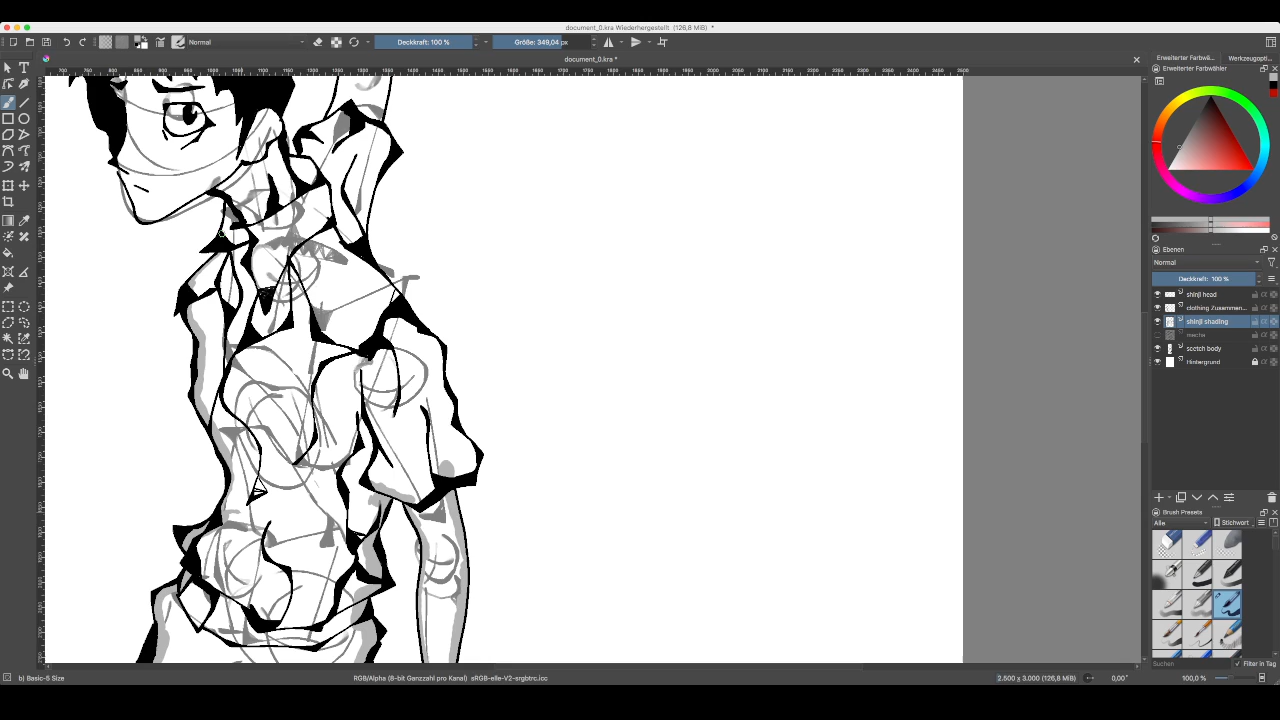 document_0.kra Wiederhergestellt (126,8 MiB) *
Normal
Deckkraft: 100 %
Größe: 349,04 px
document_0.kra *
Erweiterter Farbwä...
Werkzeugopti...
Erweiterter Farbwähler
Ebenen
Normal
Deckkraft: 100 %
shinji head
clothing Zusammen...
shinji shading
mecha
scetch body
Hintergrund
Brush Presets
Alle
Stichwort
Suchen
Filter in Tag
b) Basic-5 Size
RGB/Alpha (8-bit Ganzzahl pro Kanal) sRGB-elle-V2-srgbtrc.icc
2.500 x 3.000 (126,8 MiB)
0,00°
100,0 %